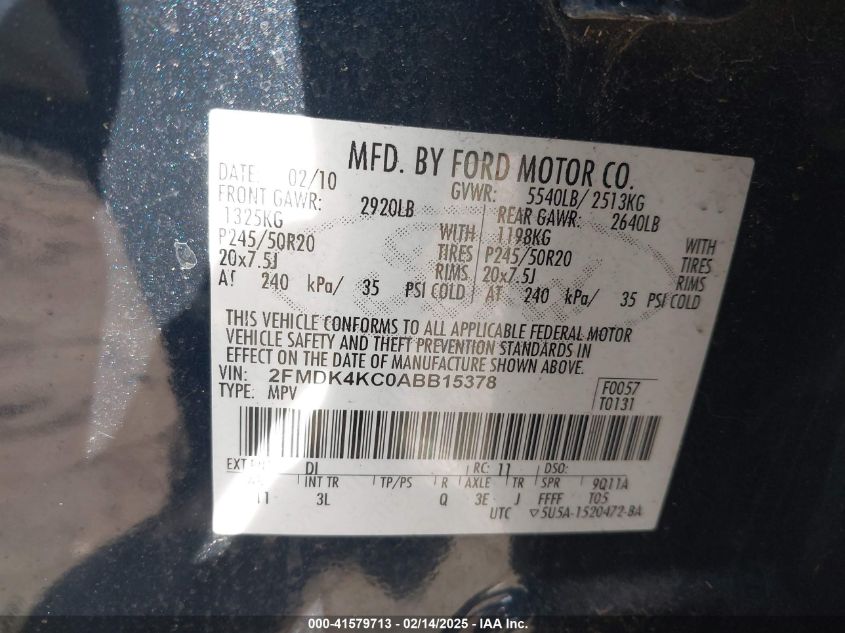 MFD. BY FORD MOTOR CO.
DATE: 02/10 GVWR: 5540LB/ 2513KG
FRONT GAWR: 2920LB REAR GAWR: 2640LB
1325KG WITH 1198KG WITH
P245/50R20 TIRES P245/50R20 TIRES
20x7.5J RIMS 20x7.5J RIMS
AT 240 kPa/ 35 PSI COLD AT 240 kPa/ 35 PSI COLD
THIS VEHICLE CONFORMS TO ALL APPLICABLE FEDERAL MOTOR
VEHICLE SAFETY AND THEFT PREVENTION STANDARDS IN
EFFECT ON THE DATE OF MANUFACTURE SHOWN ABOVE.
VIN: 2FMDK4KC0ABB15378 F0057
TYPE: MPV T0131
EXT DI RC: 11 DSO:
INT TR TP/PS R AXLE TR SPR 9Q11A
11 3L Q 3E J FFFF T05
UTC ▽5U5A-1520472-BA
000-41579713 - 02/14/2025 - IAA Inc.